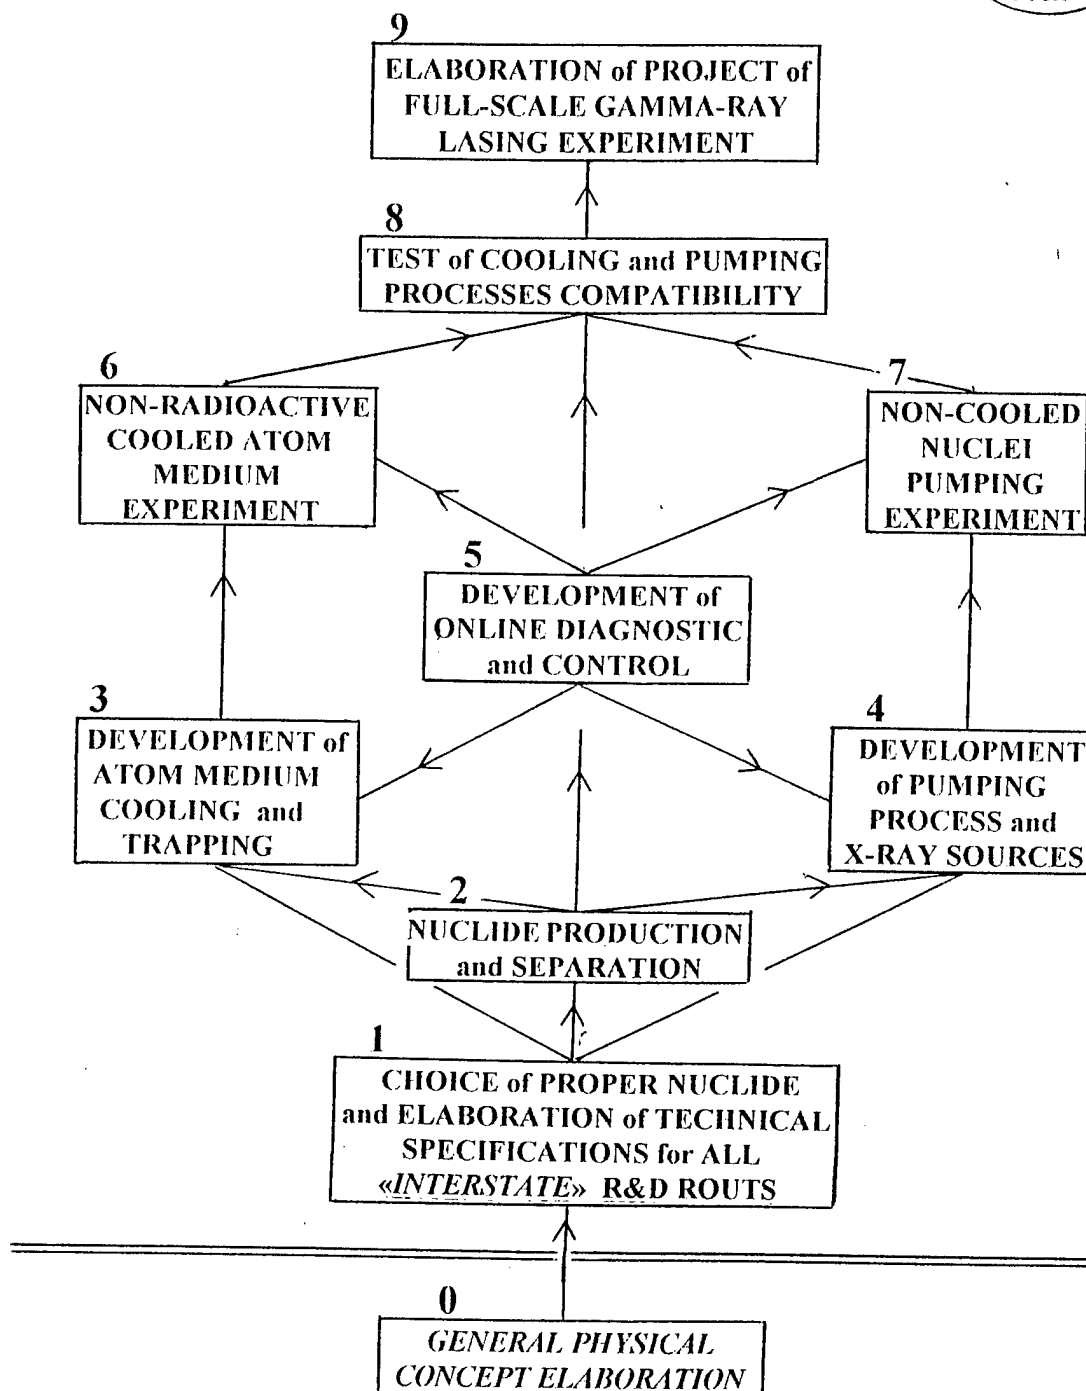 9
ELABORATION of PROJECT of
FULL-SCALE GAMMA-RAY
LASING EXPERIMENT
8
TEST of COOLING and PUMPING
PROCESSES COMPATIBILITY
6
NON-RADIOACTIVE
COOLED ATOM
MEDIUM
EXPERIMENT
7
NON-COOLED
NUCLEI
PUMPING
EXPERIMENT
5
DEVELOPMENT of
ONLINE DIAGNOSTIC
and CONTROL
3
DEVELOPMENT of
ATOM MEDIUM
COOLING and
TRAPPING
4
DEVELOPMENT
of PUMPING
PROCESS and
X-RAY SOURCES
2
NUCLIDE PRODUCTION
and SEPARATION
1
CHOICE of PROPER NUCLIDE
and ELABORATION of TECHNICAL
SPECIFICATIONS for ALL
«INTERSTATE» R&D ROUTS
0
GENERAL PHYSICAL
CONCEPT ELABORATION